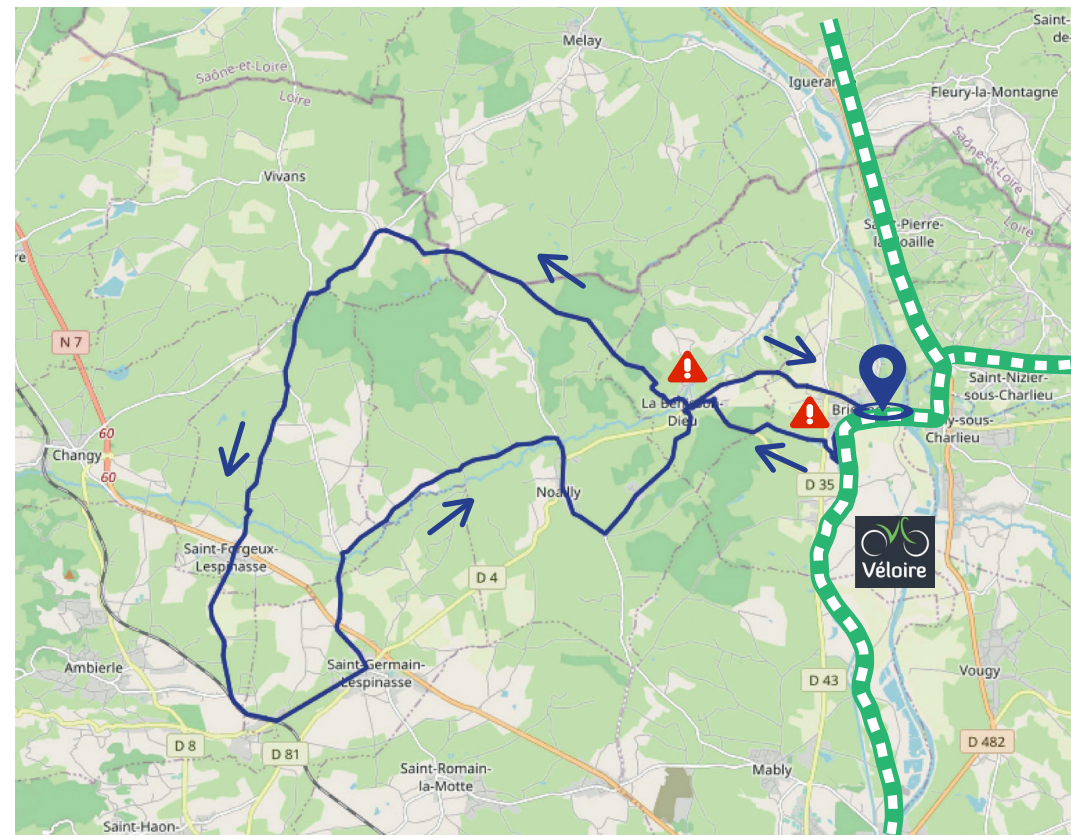 Saint-
de-
Melay
Igueran
Fleury-la-Montagne
Saône-et-Loire
Loire
Saône-et-Loire
Loire
Vivans
Saint-Pierre-
la-Noaille
re
N 7
Saint-Nizier-
sous-Charlieu
La Bénisson-
Dieu
Brie
y-sous-
Charlieu
60
Changy
60
D 35
Noailly
Véloire
Saint-Forgeux-
Lespinasse
D 4
Ambierle
Saint-Germain-
Lespinasse
D 43
Vougy
D 8
D 81
D 482
Saint-Romain-
la-Motte
Mably
Saint-Haon-